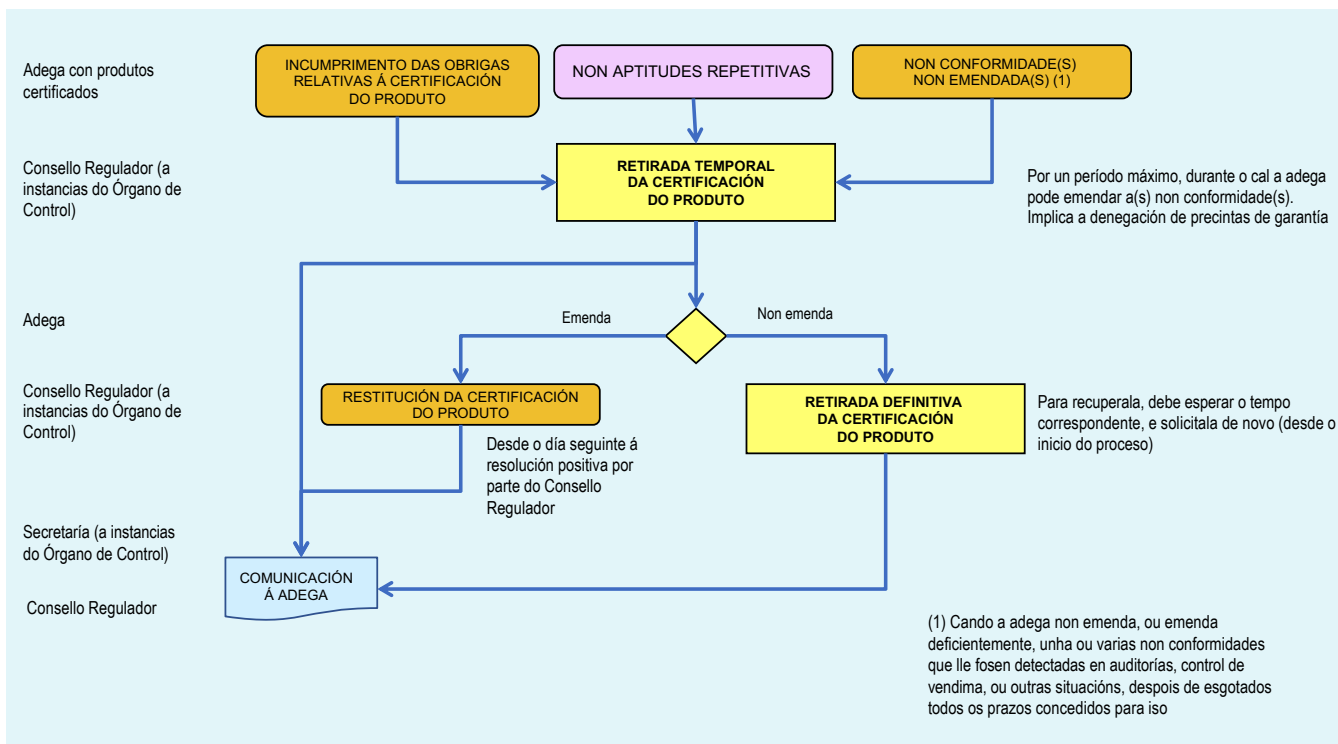 Adega con produtos
certificados
INCUMPRIMENTO DAS OBRIGAS
RELATIVAS Á CERTIFICACIÓN
DO PRODUTO
NON APTITUDES REPETITIVAS
NON CONFORMIDADE(S)
NON EMENDADA(S) (1)
Consello Regulador (a
instancias do Órgano de
Control)
RETIRADA TEMPORAL
DA CERTIFICACIÓN
DO PRODUTO
Por un período máximo, durante o cal a adega
pode emendar a(s) non conformidade(s).
Implica a denegación de precintas de garantía
Adega
Emenda
Non emenda
Consello Regulador (a
instancias do Órgano de
Control)
RESTITUCIÓN DA CERTIFICACIÓN
DO PRODUTO
Desde o día seguinte á
resolución positiva por
parte do Consello
Regulador
RETIRADA DEFINITIVA
DA CERTIFICACIÓN
DO PRODUTO
Para recuperala, debe esperar o tempo
correspondente, e solicitala de novo (desde o
inicio do proceso)
Secretaría (a instancias
do Órgano de Control)
COMUNICACIÓN
Á ADEGA
Consello Regulador
(1) Cando a adega non emenda, ou emenda
deficientemente, unha ou varias non conformidades
que lle fosen detectadas en auditorías, control de
vendima, ou outras situacións, despois de esgotados
todos os prazos concedidos para iso